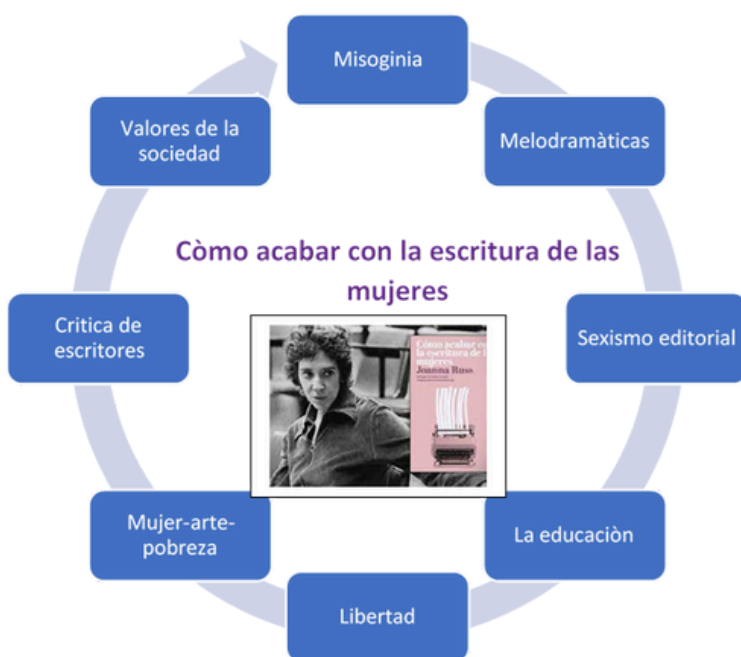 Misoginia
Melodramàticas
Valores de la
sociedad
Còmo acabar con la escritura de las
mujeres
Sexismo editorial
Critica de
escritores
Cómo acabar con
la escritura de las
mujeres
Joanna Russ
Mujer-arte-
pobreza
La educaciòn
Libertad